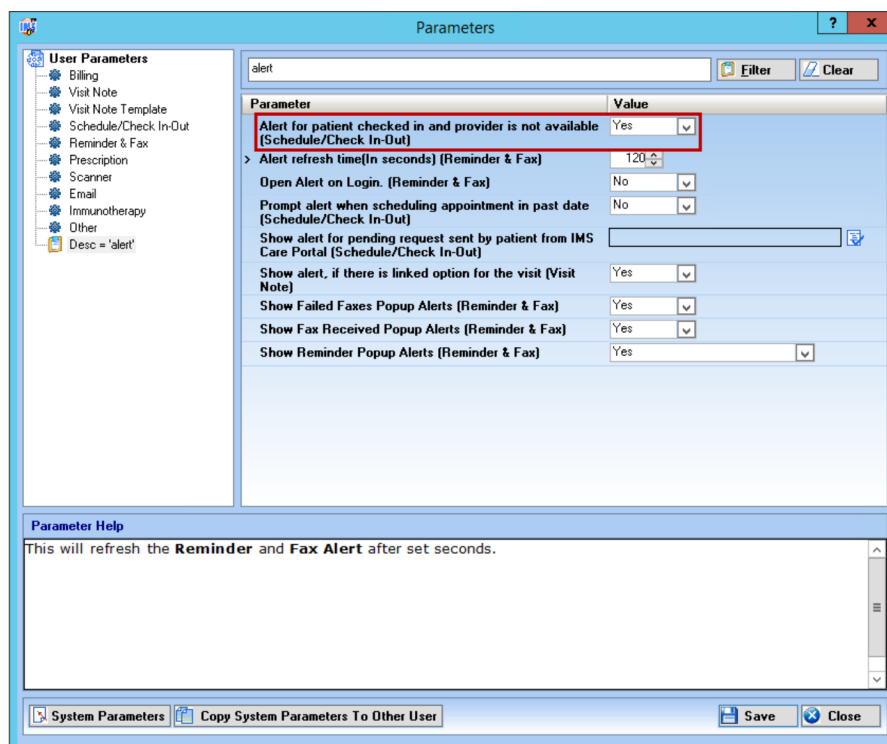 IMS
Parameters
? x
User Parameters
Billing
Visit Note
Visit Note Template
Schedule/Check In-Out
Reminder & Fax
Prescription
Scanner
Email
Immunotherapy
Other
Desc = 'alert'
alert
Filter
Clear
Parameter Value
Alert for patient checked in and provider is not available Yes
(Schedule/Check In-Out)
> Alert refresh time(In seconds) (Reminder & Fax) 120
Open Alert on Login. (Reminder & Fax) No
Prompt alert when scheduling appointment in past date No
(Schedule/Check In-Out)
Show alert for pending request sent by patient from IMS
Care Portal (Schedule/Check In-Out)
Show alert, if there is linked option for the visit (Visit Yes
Note)
Show Failed Faxes Popup Alerts (Reminder & Fax) Yes
Show Fax Received Popup Alerts (Reminder & Fax) Yes
Show Reminder Popup Alerts (Reminder & Fax) Yes
Parameter Help
This will refresh the Reminder and Fax Alert after set seconds.
System Parameters
Copy System Parameters To Other User
Save
Close